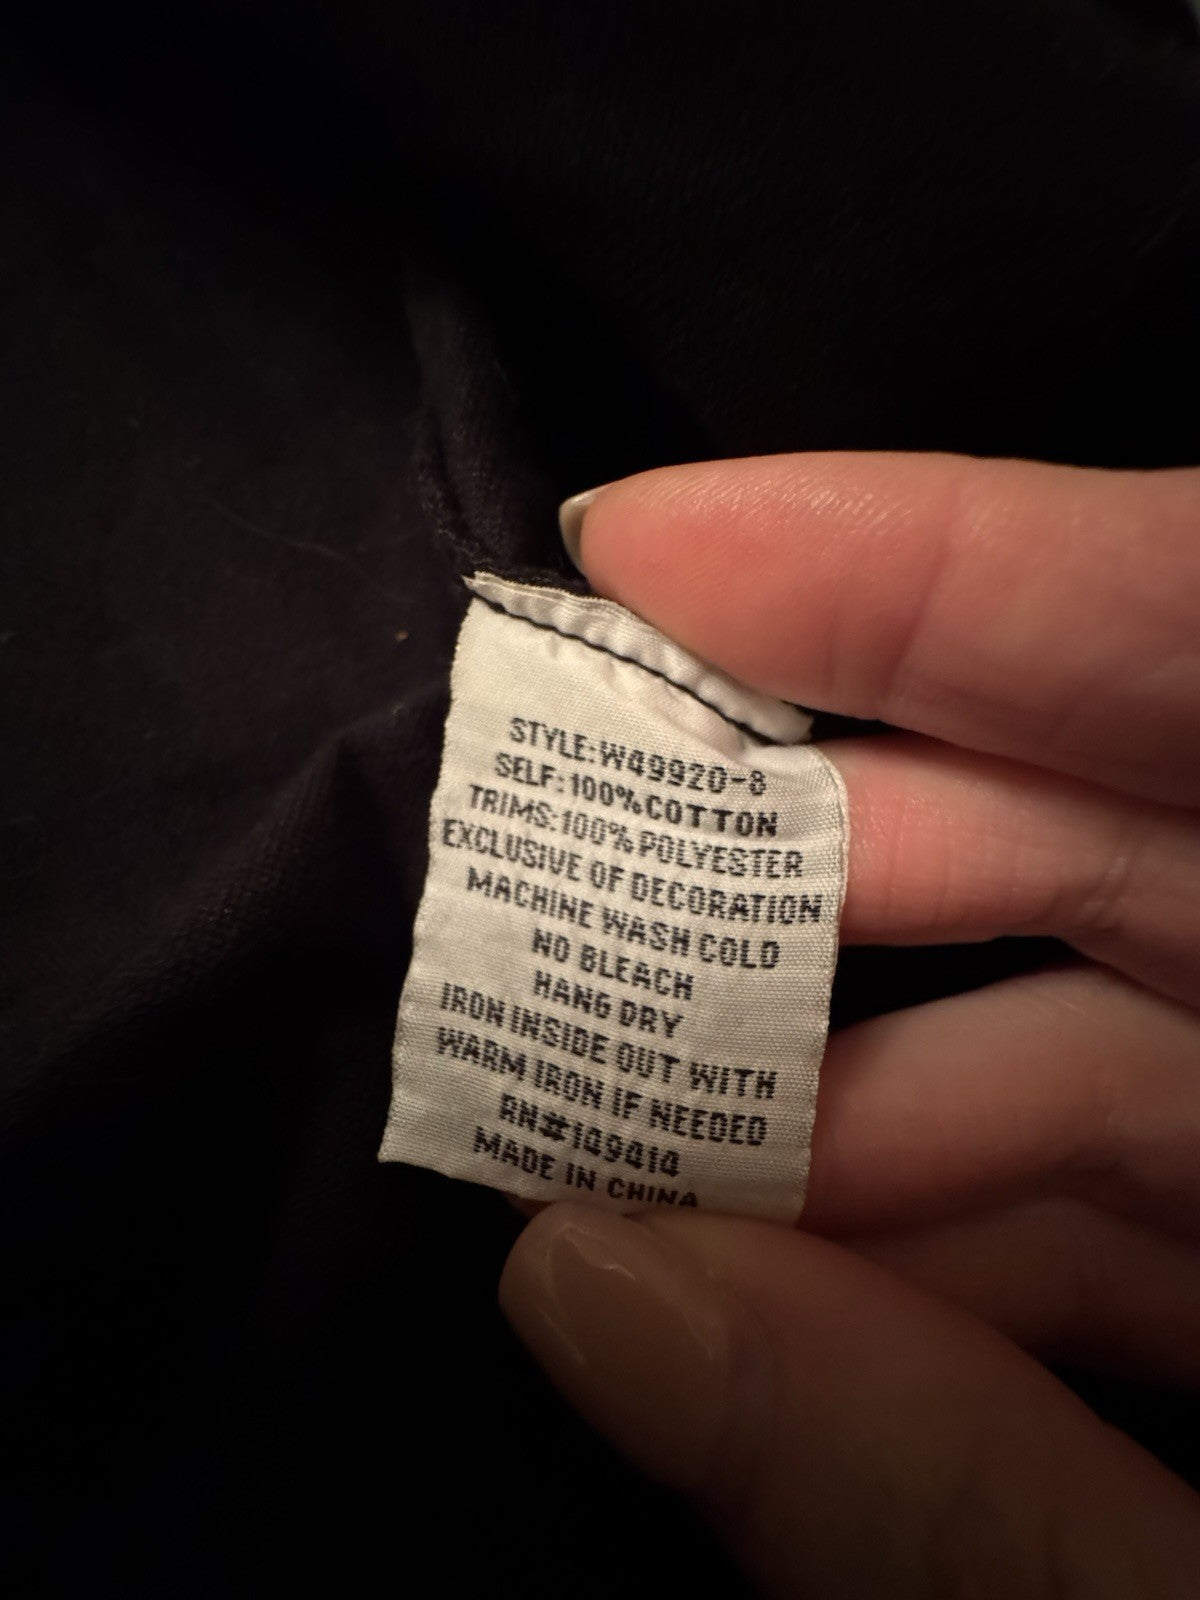 STYLE:W49920-8
SELF:100%COTTON
TRIMS:100%POLYESTER
EXCLUSIVE OF DECORATION
MACHINE WASH COLD
NO BLEACH
HANG DRY
IRON INSIDE OUT WITH
WARM IRON IF NEEDED
RN#149414
MADE IN CHINA